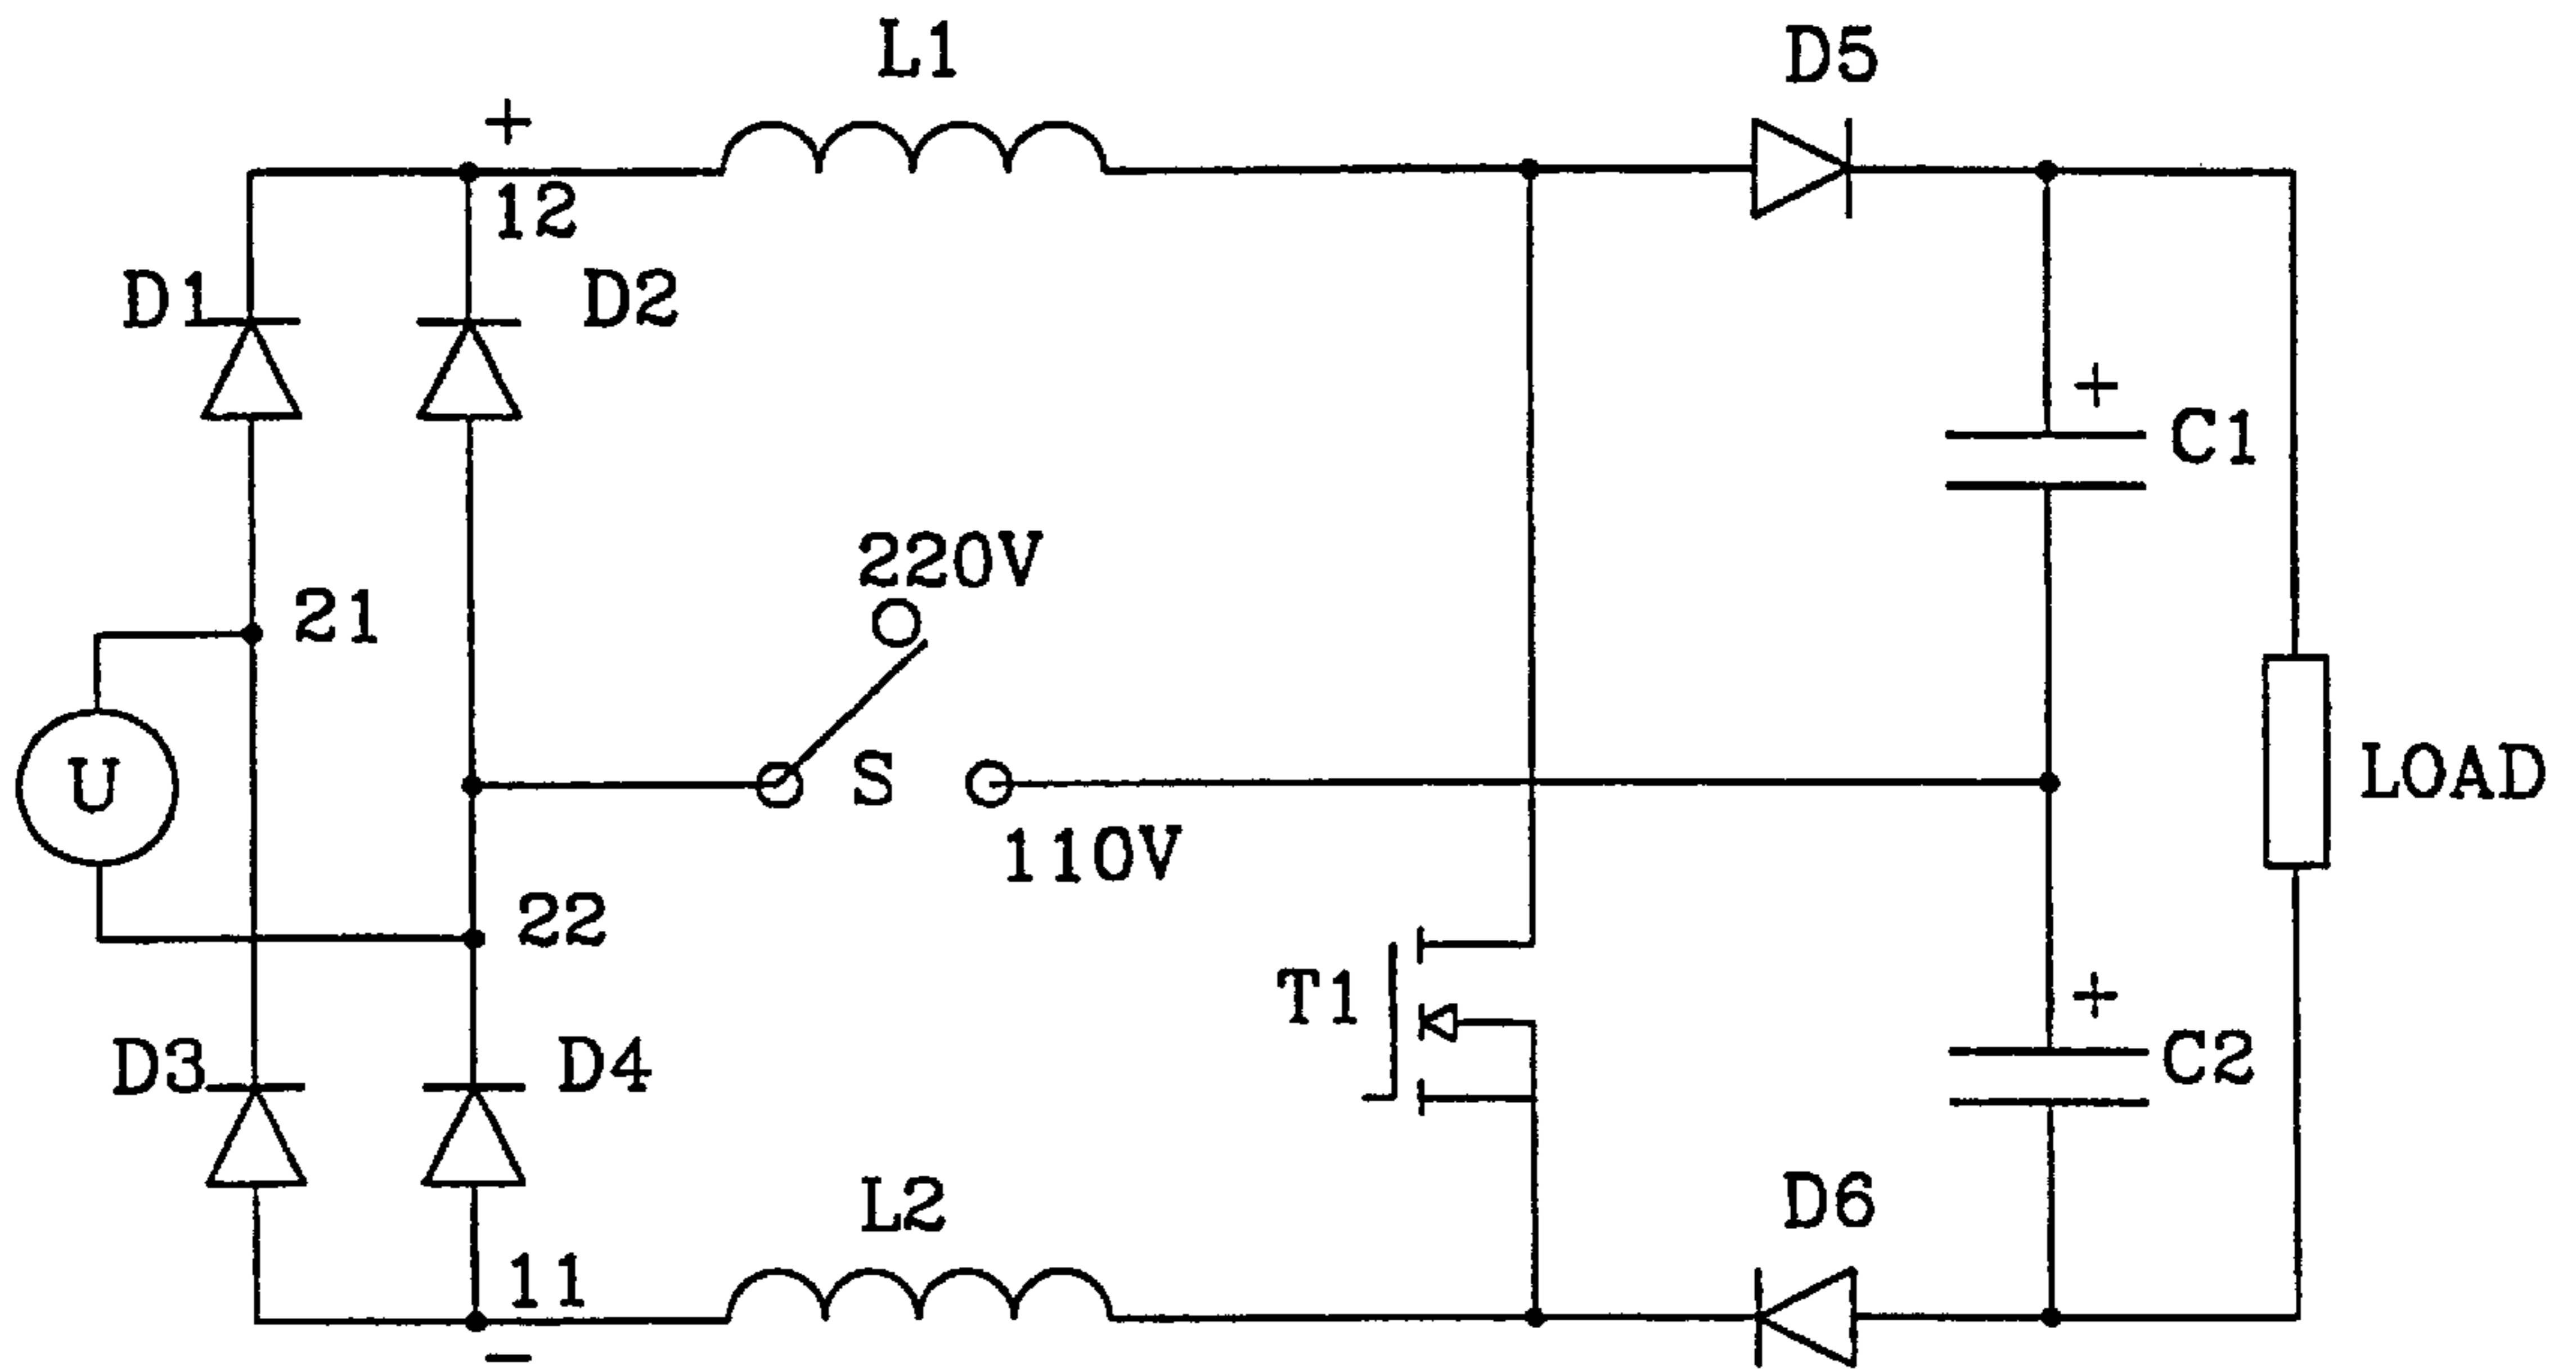 L1
D5
+
12
D1
D2
+
C1
220V
21
U
S
LOAD
110V
22
T1
+
D3
D4
C2
L2
D6
11
-